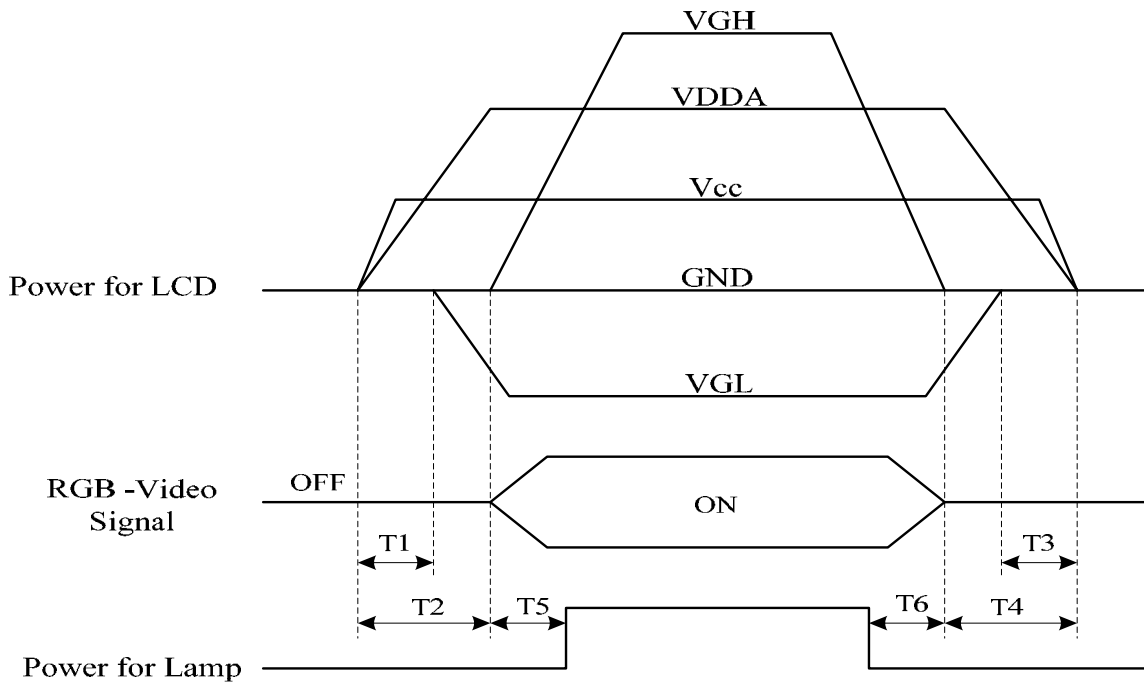 VGH
VDDA
Vcc
Power for LCD
GND
VGL
RGB -Video
Signal
OFF
ON
T1
T3
T2
T5
T6
T4
Power for Lamp